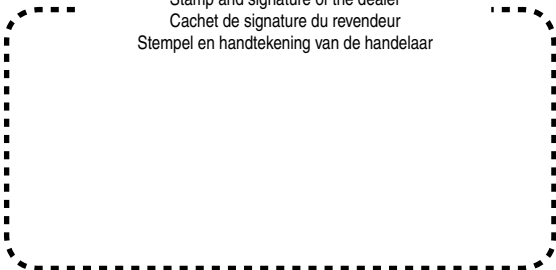 Stamp and signature of the dealer
Cachet de signature du revendeur
Stempel en handtekening van de handelaar